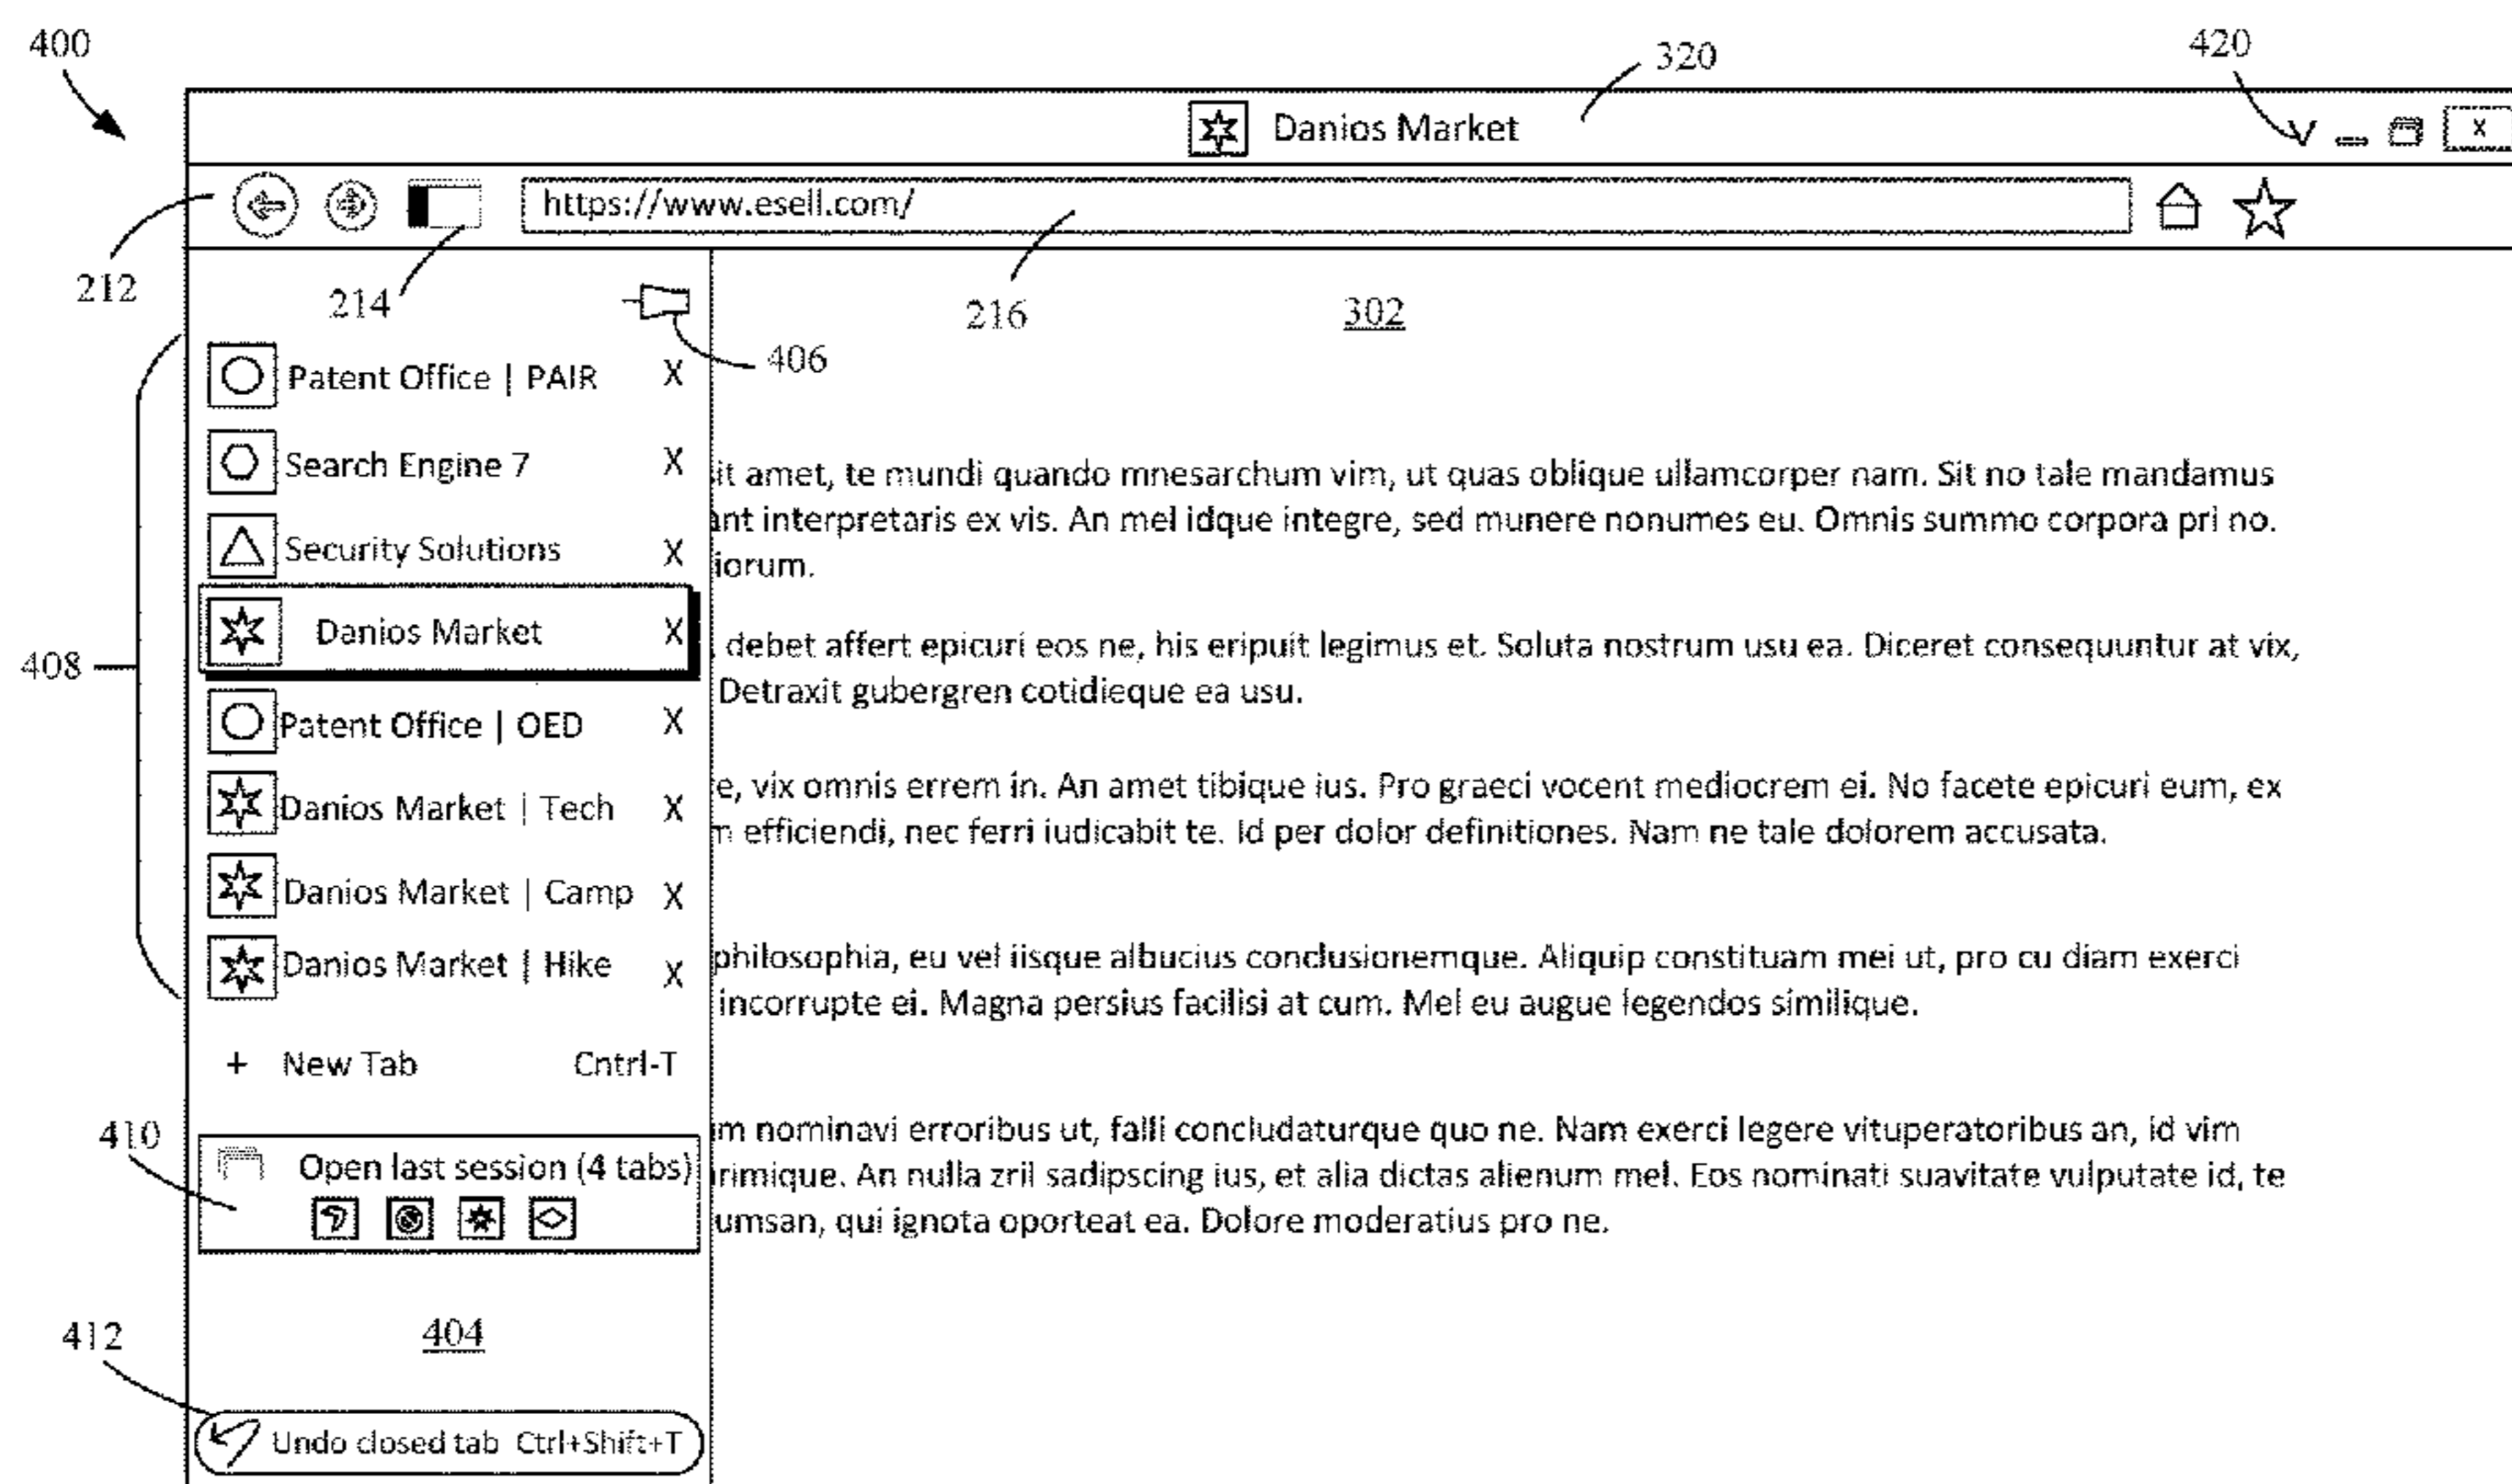 400
320
420
Danios Market
X
https://www.esell.com/
212
214
216
302
406
Patent Office | PAIR X
Search Engine 7 X
Security Solutions X
Danios Market X
408
Patent Office | OED X
Danios Market | Tech X
Danios Market | Camp X
Danios Market | Hike X
+ New Tab Cntrl-T
410
Open last session (4 tabs)
404
412
Undo closed tab Ctrl+Shift+T
it amet, te mundi quando mnesarchum vim, ut quas oblique ullamcorper nam. Sit no tale mandamus
ant interpretaris ex vis. An mel idque integre, sed munere nonumes eu. Omnis summo corpora pri no.
iorum.
debet affert epicuri eos ne, his eripuit legimus et. Soluta nostrum usu ea. Diceret consequuntur at vix,
Detraxit gubergren cotidieque ea usu.
e, vix omnis errem in. An amet tibique ius. Pro graeci vocent mediocrem ei. No facete epicuri eum, ex
m efficiendi, nec ferri iudicabit te. Id per dolor definitiones. Nam ne tale dolorem accusata.
philosophia, eu vel iisque albucius conclusionemque. Aliquip constituam mei ut, pro cu diam exerci
incorrupte ei. Magna persius facilisi at cum. Mel eu augue legendos similique.
m nominavi erroribus ut, falli concludaturque quo ne. Nam exerci legere vituperatoribus an, id vim
rimique. An nulla zril sadipscing ius, et alia dictas alienum mel. Eos nominati suavitate vulputate id, te
umsan, qui ignota oporteat ea. Dolore moderatius pro ne.